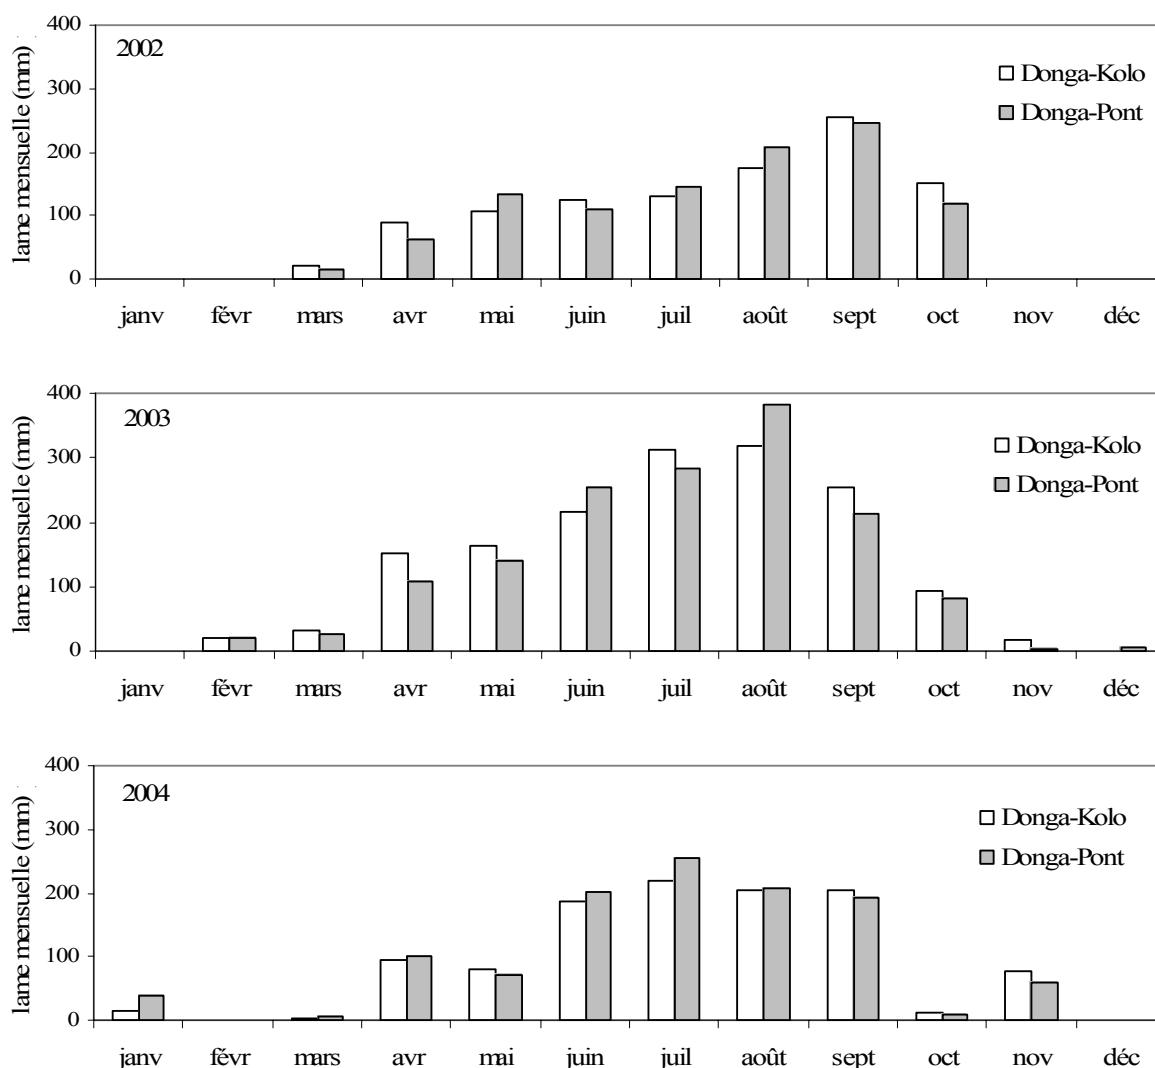 400
300
200
100
0
lame mensuelle (mm)
2002
Donga-Kolo
Donga-Pont
janv févr mars avr mai juin juil août sept oct nov déc
400
300
200
100
0
lame mensuelle (mm)
2003
Donga-Kolo
Donga-Pont
janv févr mars avr mai juin juil août sept oct nov déc
400
300
200
100
0
lame mensuelle (mm)
2004
Donga-Kolo
Donga-Pont
janv févr mars avr mai juin juil août sept oct nov déc